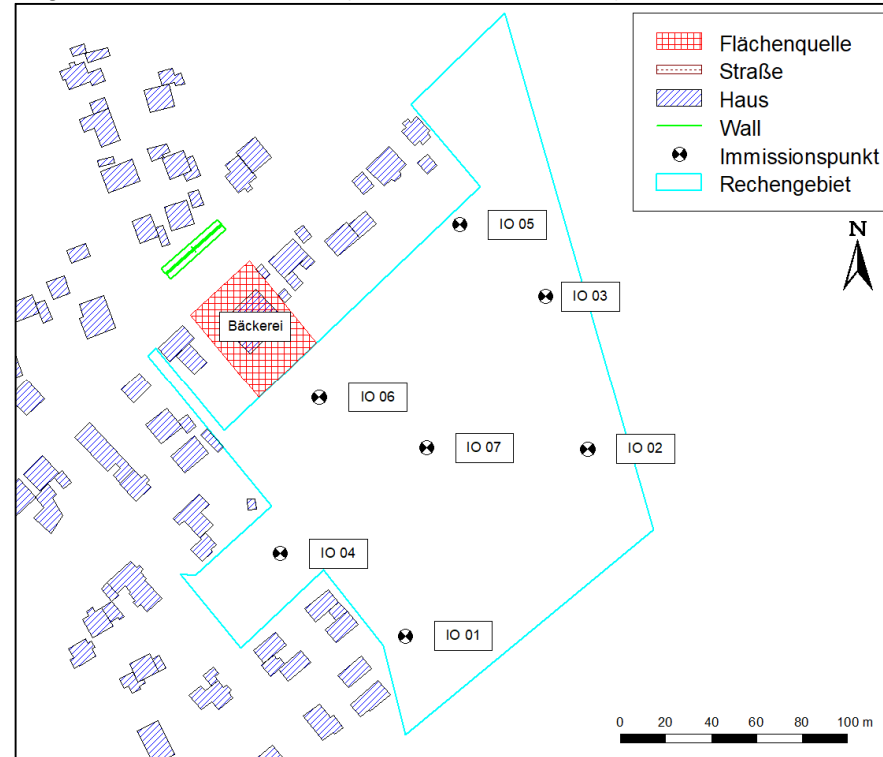 Flächenquelle
Straße
Haus
Wall
Immissionspunkt
Rechengebiet
N
IO 05
IO 03
Bäckerei
IO 06
IO 07
IO 02
IO 04
IO 01
0 20 40 60 80 100 m